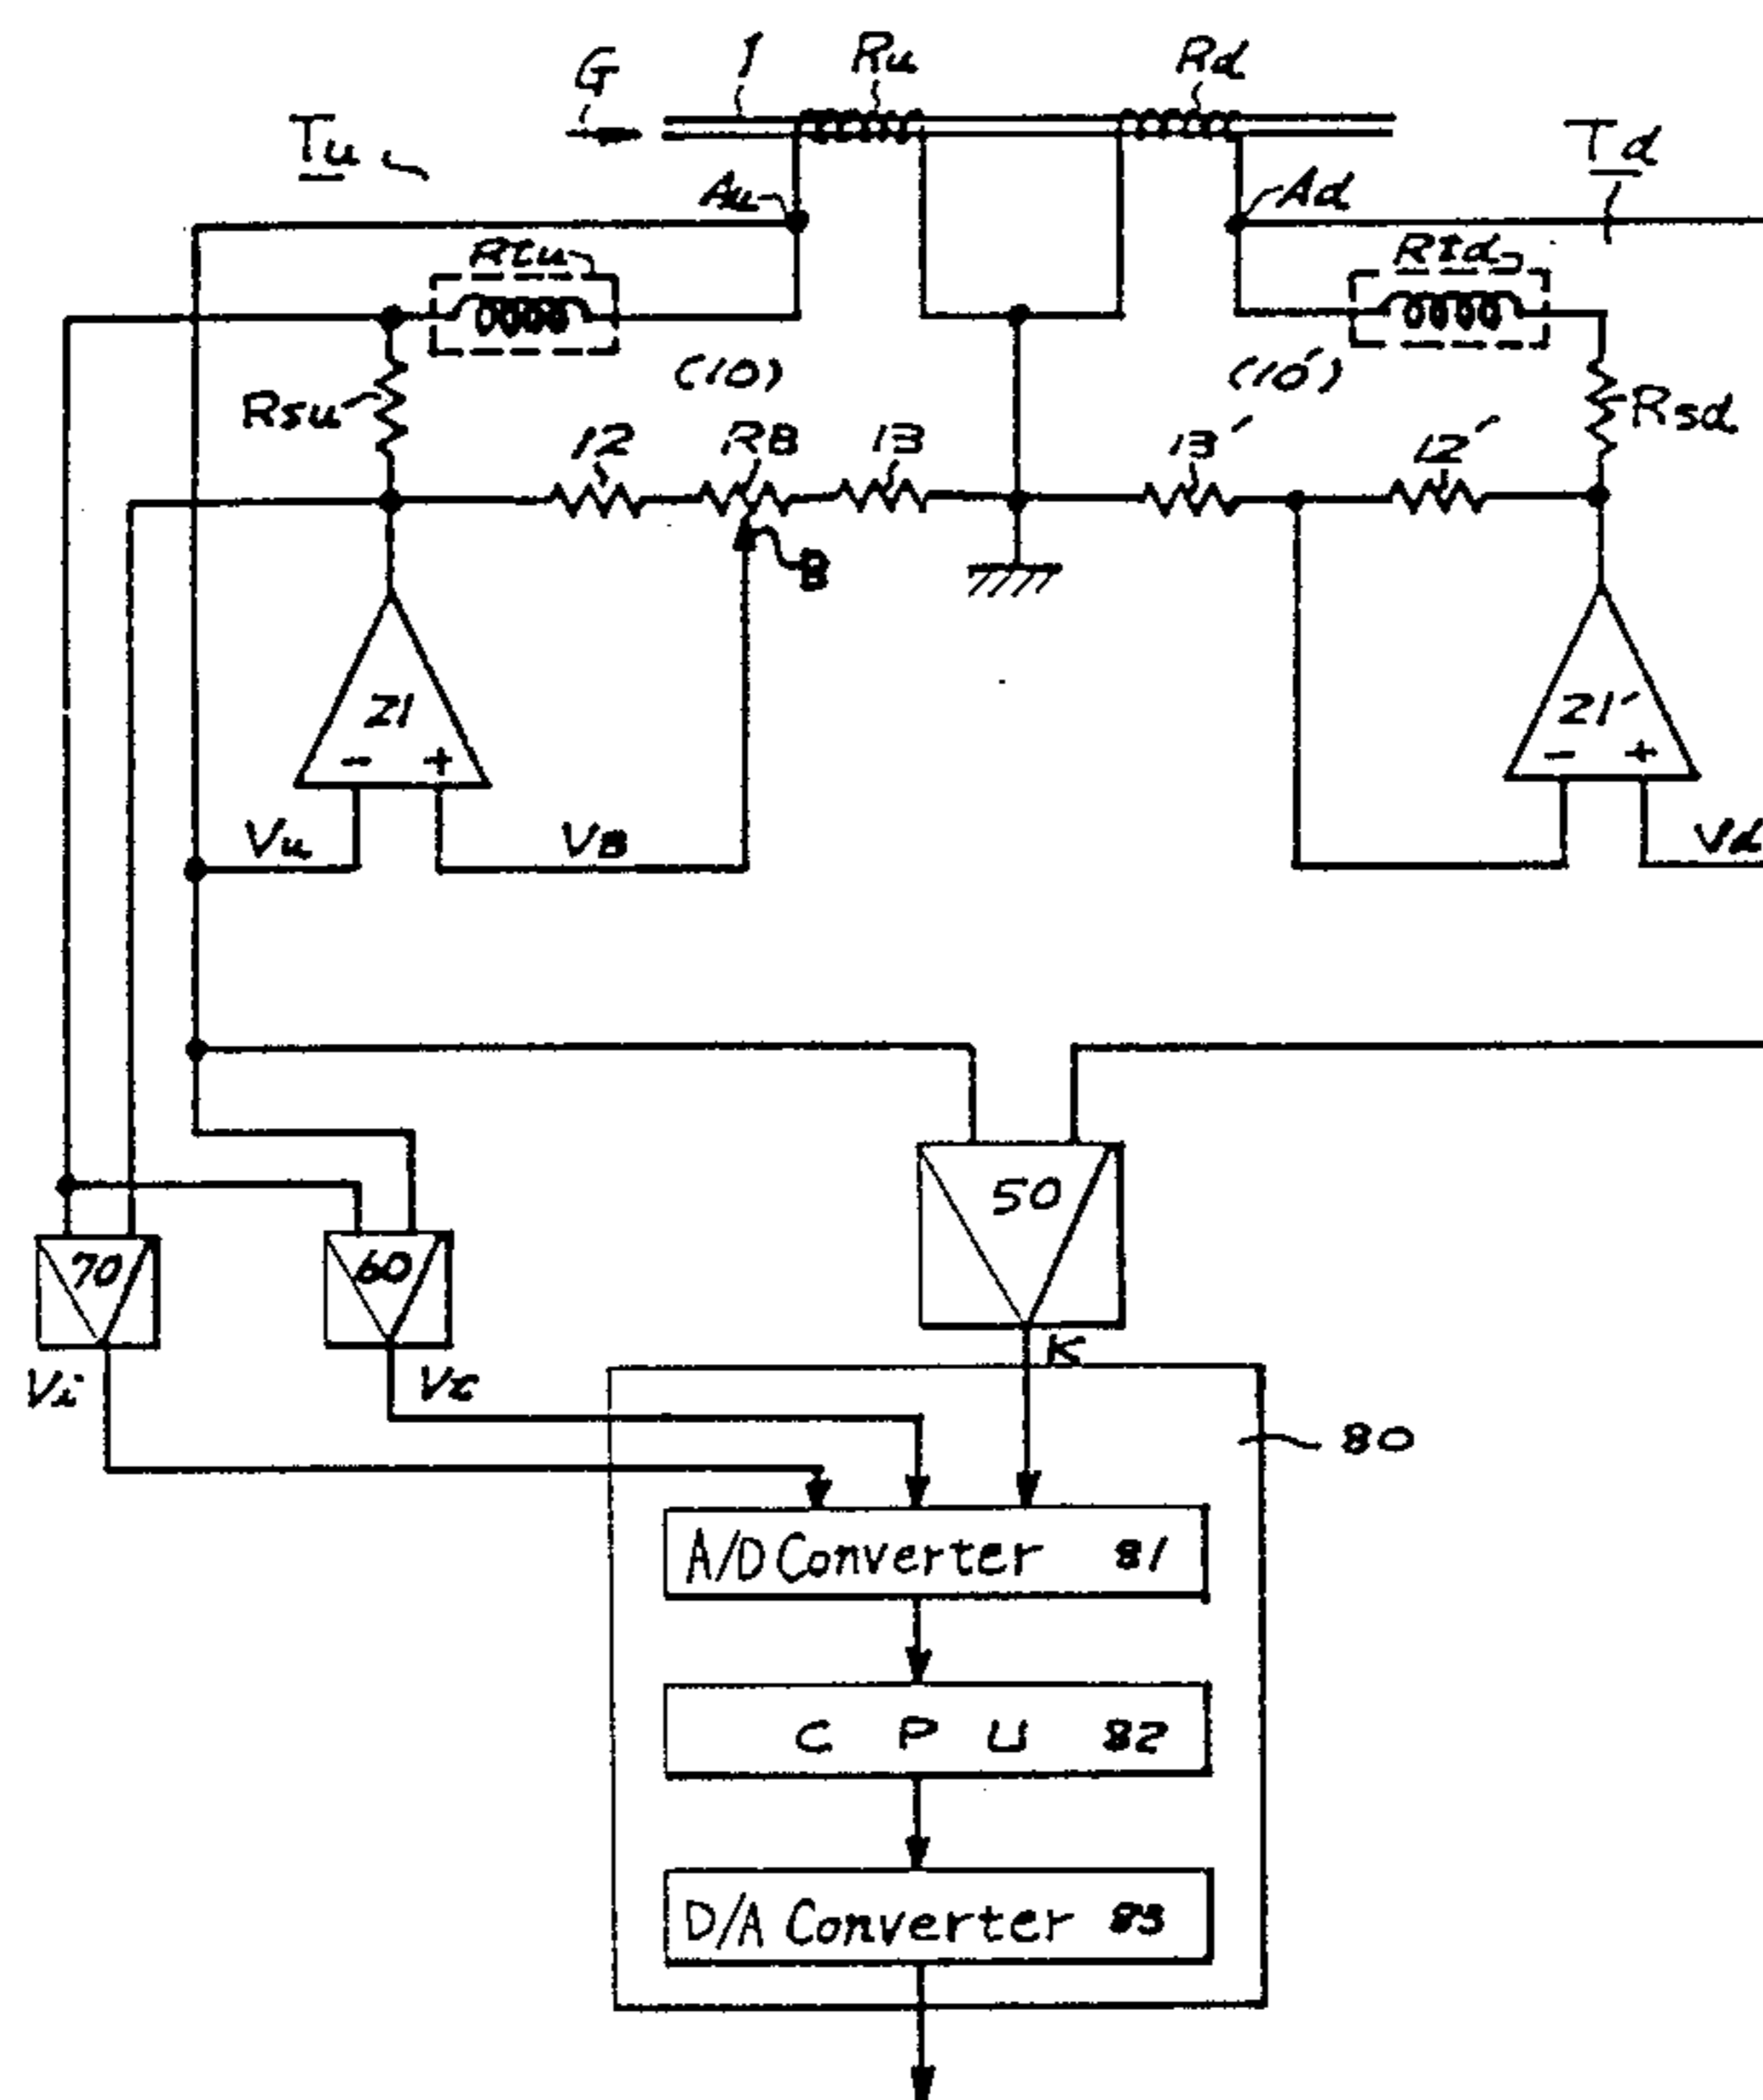 G 1 Ru Rd
Tu Td
Au Ad
Rtu Rtd
(10) (10′)
Rsu Rsd
12 RB 13 13′ 12′
B
21 21′
- + - +
Vu VB Vd
50
70 60
K
Vi Vt
80
A/D Converter 81
C P U 82
D/A Converter 83